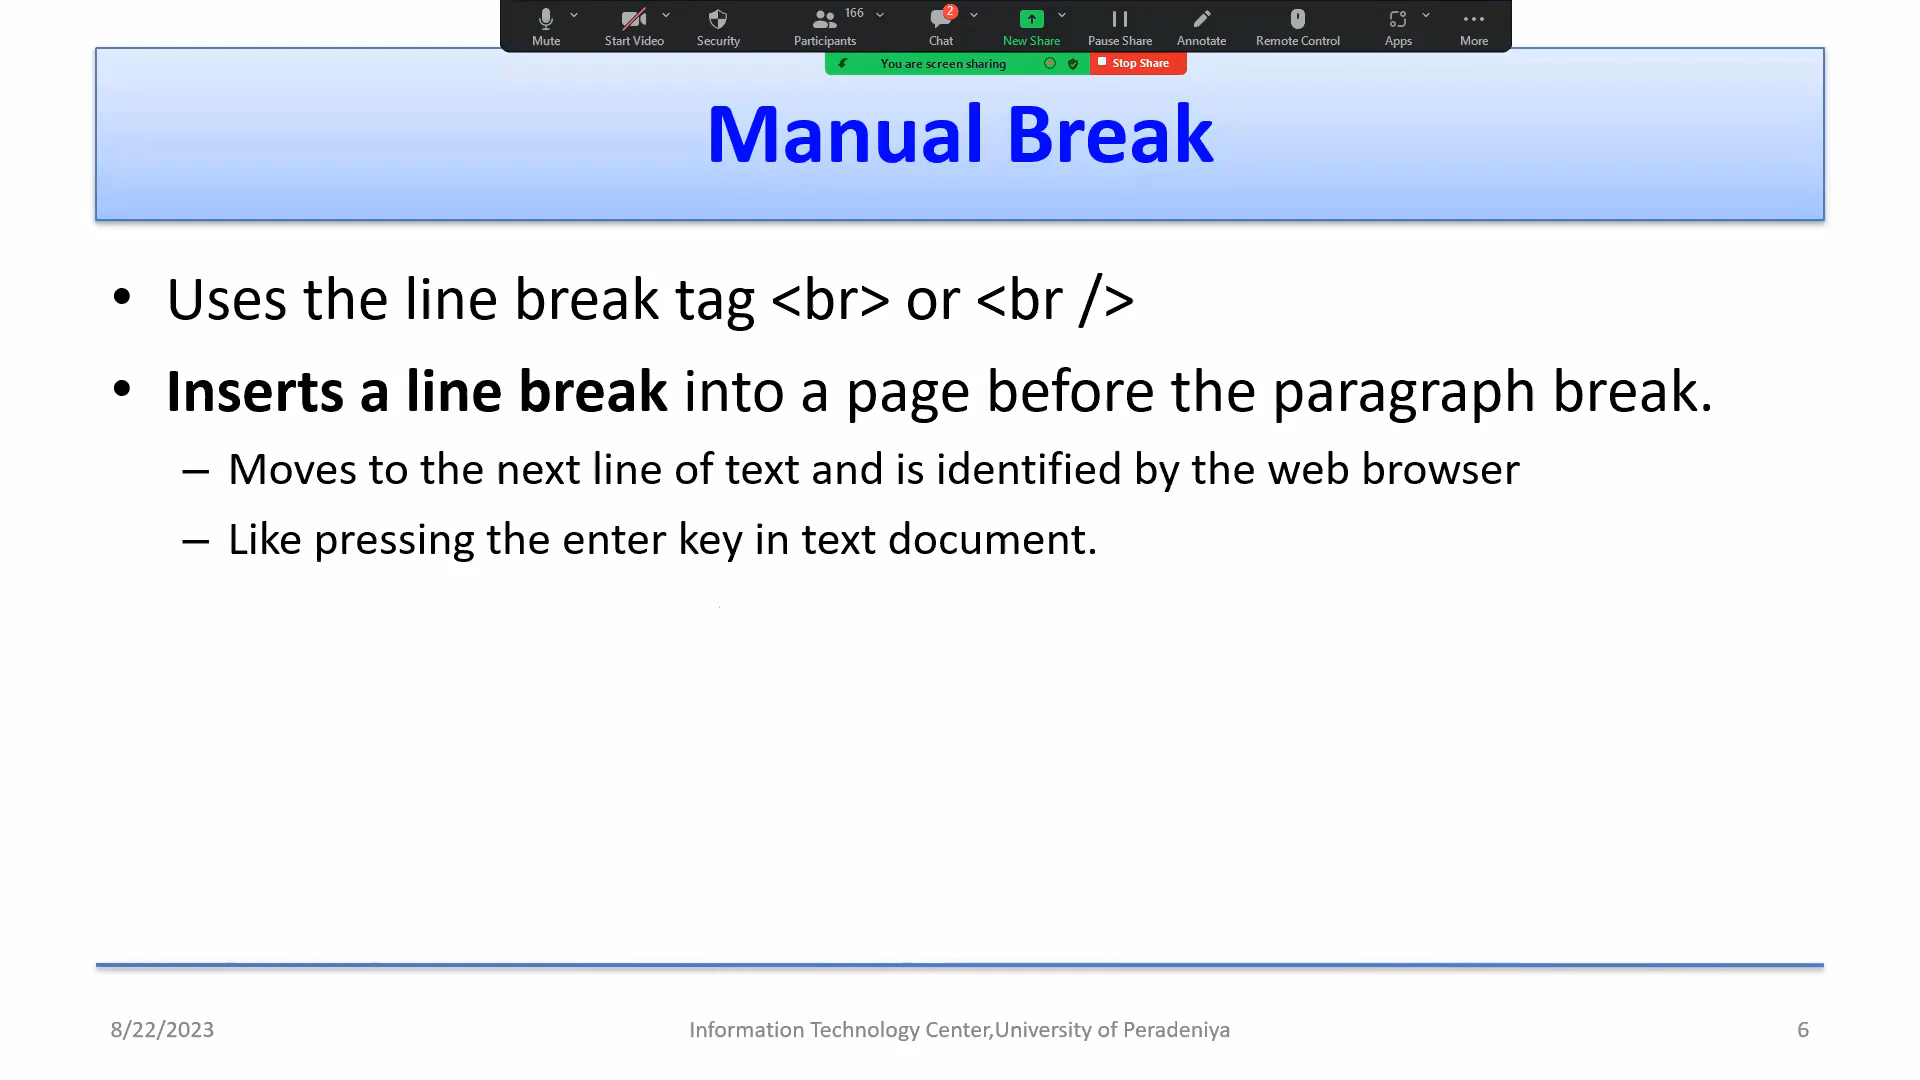 166
2
Mute
Start Video
Security
Participants
Chat
New Share
Pause Share
Annotate
Remote Control
Apps
More
You are screen sharing
Stop Share
Manual Break
• Uses the line break tag <br> or <br />
• Inserts a line break into a page before the paragraph break.
– Moves to the next line of text and is identified by the web browser
– Like pressing the enter key in text document.
8/22/2023
Information Technology Center,University of Peradeniya
6